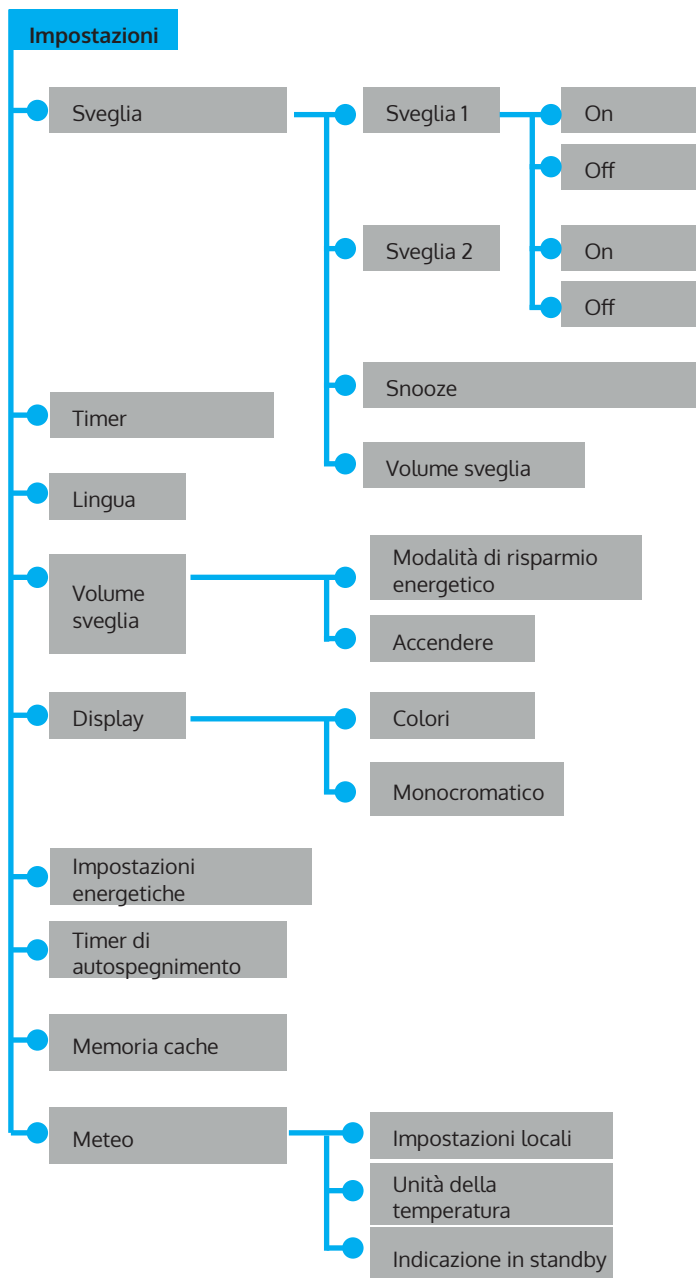 Impostazioni
Sveglia
Sveglia 1
On
Off
Sveglia 2
On
Off
Snooze
Timer
Volume sveglia
Lingua
Volume
sveglia
Modalità di risparmio
energetico
Accendere
Display
Colori
Monocromatico
Impostazioni
energetiche
Timer di
autospegnimento
Memoria cache
Meteo
Impostazioni locali
Unità della
temperatura
Indicazione in standby